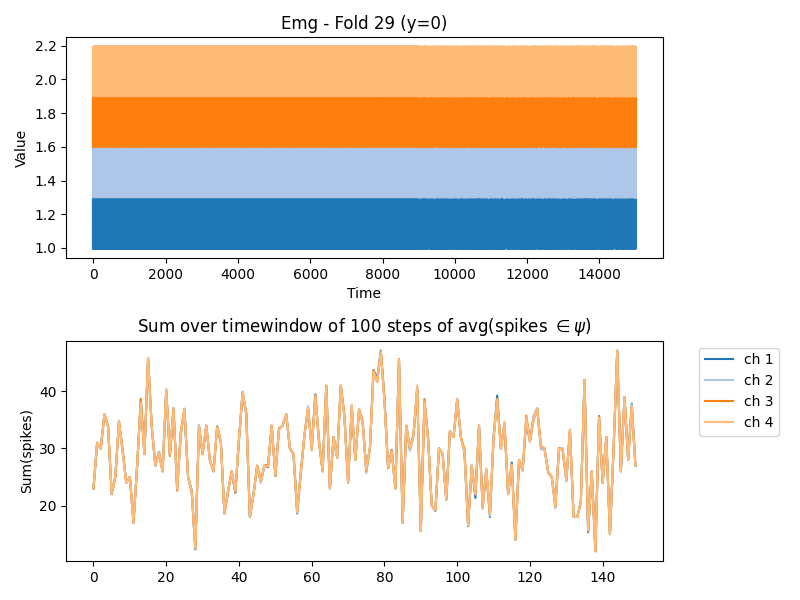 Emg - Fold 29 (y=0)
Value
2.2
2.0
1.8
1.6
1.4
1.2
1.0
0 2000 4000 6000 8000 10000 12000 14000
Time
Sum over timewindow of 100 steps of avg(spikes ∈ ψ)
Sum(spikes)
40
30
20
0 20 40 60 80 100 120 140
ch 1
ch 2
ch 3
ch 4